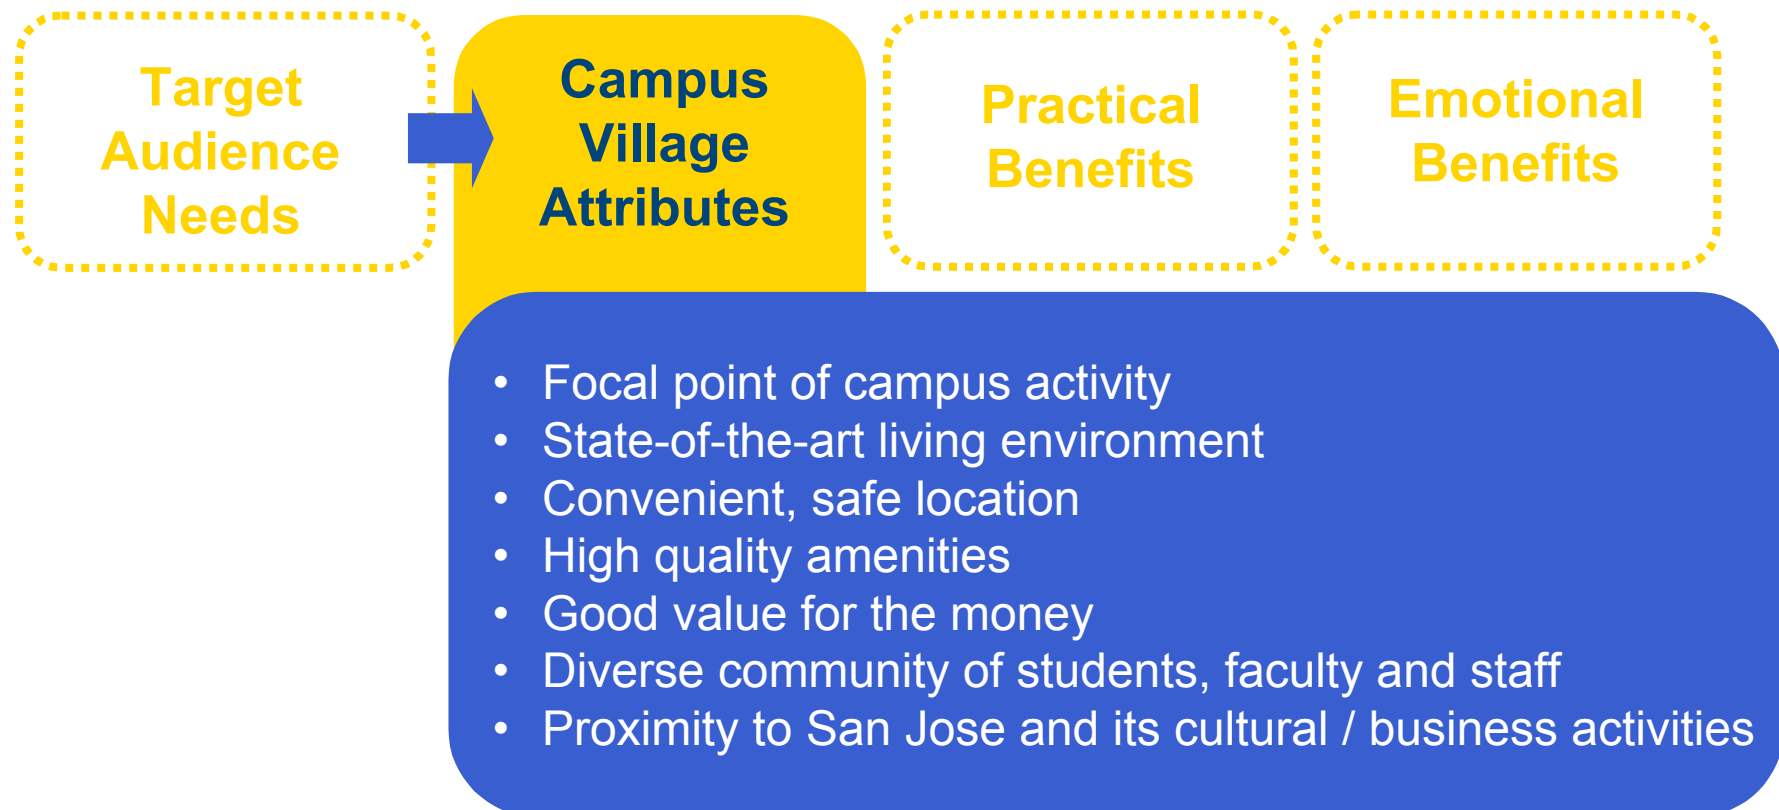 Target
Audience
Needs
Campus
Village
Attributes
Practical
Benefits
Emotional
Benefits
• Focal point of campus activity
• State-of-the-art living environment
• Convenient, safe location
• High quality amenities
• Good value for the money
• Diverse community of students, faculty and staff
• Proximity to San Jose and its cultural / business activities